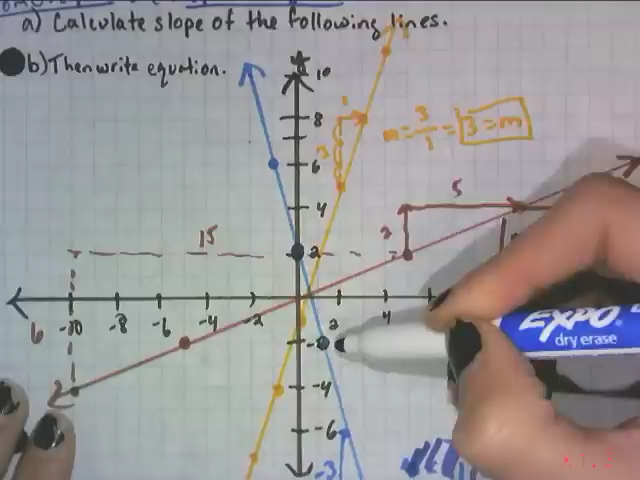 a) Calculate slope of the following lines.
b) Then write equation.
10
8
6
4
2
1
3
m = 3/1 = 3 = m
5
2
15
-10 -8 -6 -4 -2 2 4
6
-2
-4
-6
-3
EXPO
dry erase